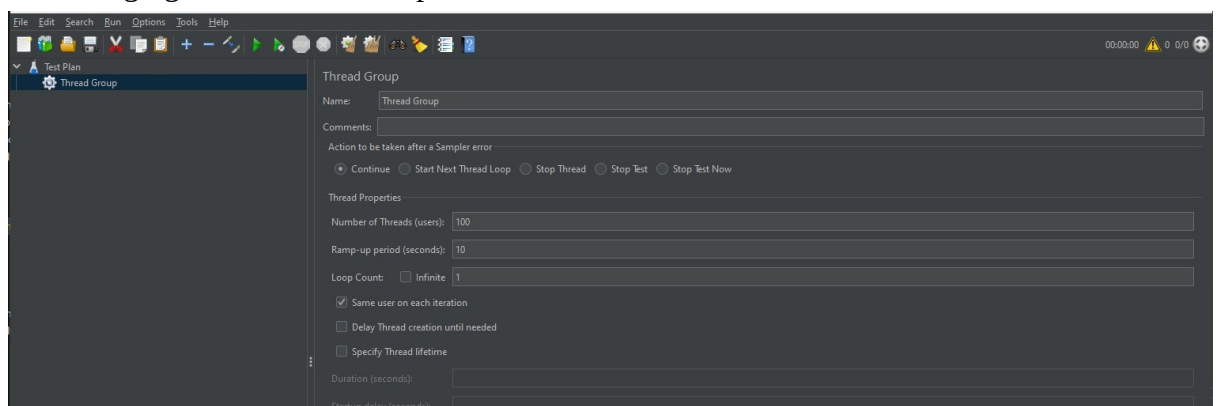 File Edit Search Run Options Tools Help
00:00:00 0 0/0
Test Plan
Thread Group
Thread Group
Name: Thread Group
Comments:
Action to be taken after a Sampler error
Continue Start Next Thread Loop Stop Thread Stop Test Stop Test Now
Thread Properties
Number of Threads (users): 100
Ramp-up period (seconds): 10
Loop Count: Infinite 1
Same user on each iteration
Delay Thread creation until needed
Specify Thread lifetime
Duration (seconds):